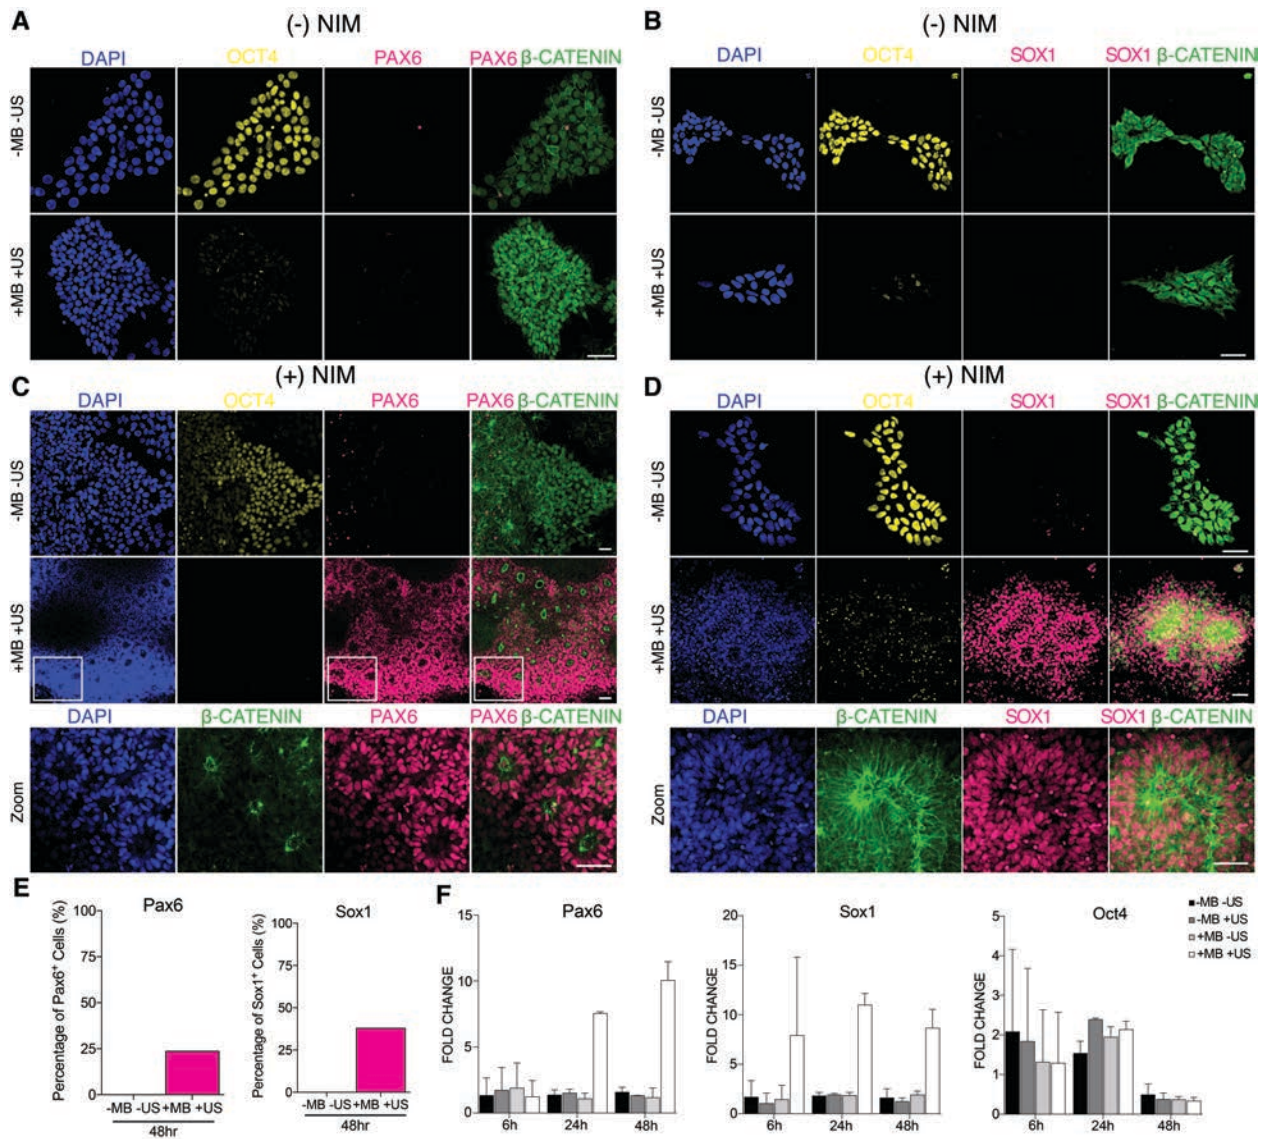 A
(-) NIM
DAPI OCT4 PAX6 PAX6 β-CATENIN
-MB -US
+MB +US
B
(-) NIM
DAPI OCT4 SOX1 SOX1 β-CATENIN
-MB -US
+MB +US
C
(+) NIM
DAPI OCT4 PAX6 PAX6 β-CATENIN
-MB -US
+MB +US
DAPI β-CATENIN PAX6 PAX6 β-CATENIN
Zoom
D
(+) NIM
DAPI OCT4 SOX1 SOX1 β-CATENIN
-MB -US
+MB +US
DAPI β-CATENIN SOX1 SOX1 β-CATENIN
Zoom
E
Pax6
Percentage of Pax6⁺ Cells (%)
100
75
50
25
0
-MB -US +MB +US
48hr
Sox1
Percentage of Sox1⁺ Cells (%)
100
75
50
25
0
-MB -US +MB +US
48hr
F
Pax6
FOLD CHANGE
15
10
5
0
6h 24h 48h
Sox1
FOLD CHANGE
20
15
10
5
0
6h 24h 48h
Oct4
FOLD CHANGE
5
4
3
2
1
0
6h 24h 48h
-MB -US
-MB +US
+MB -US
+MB +US